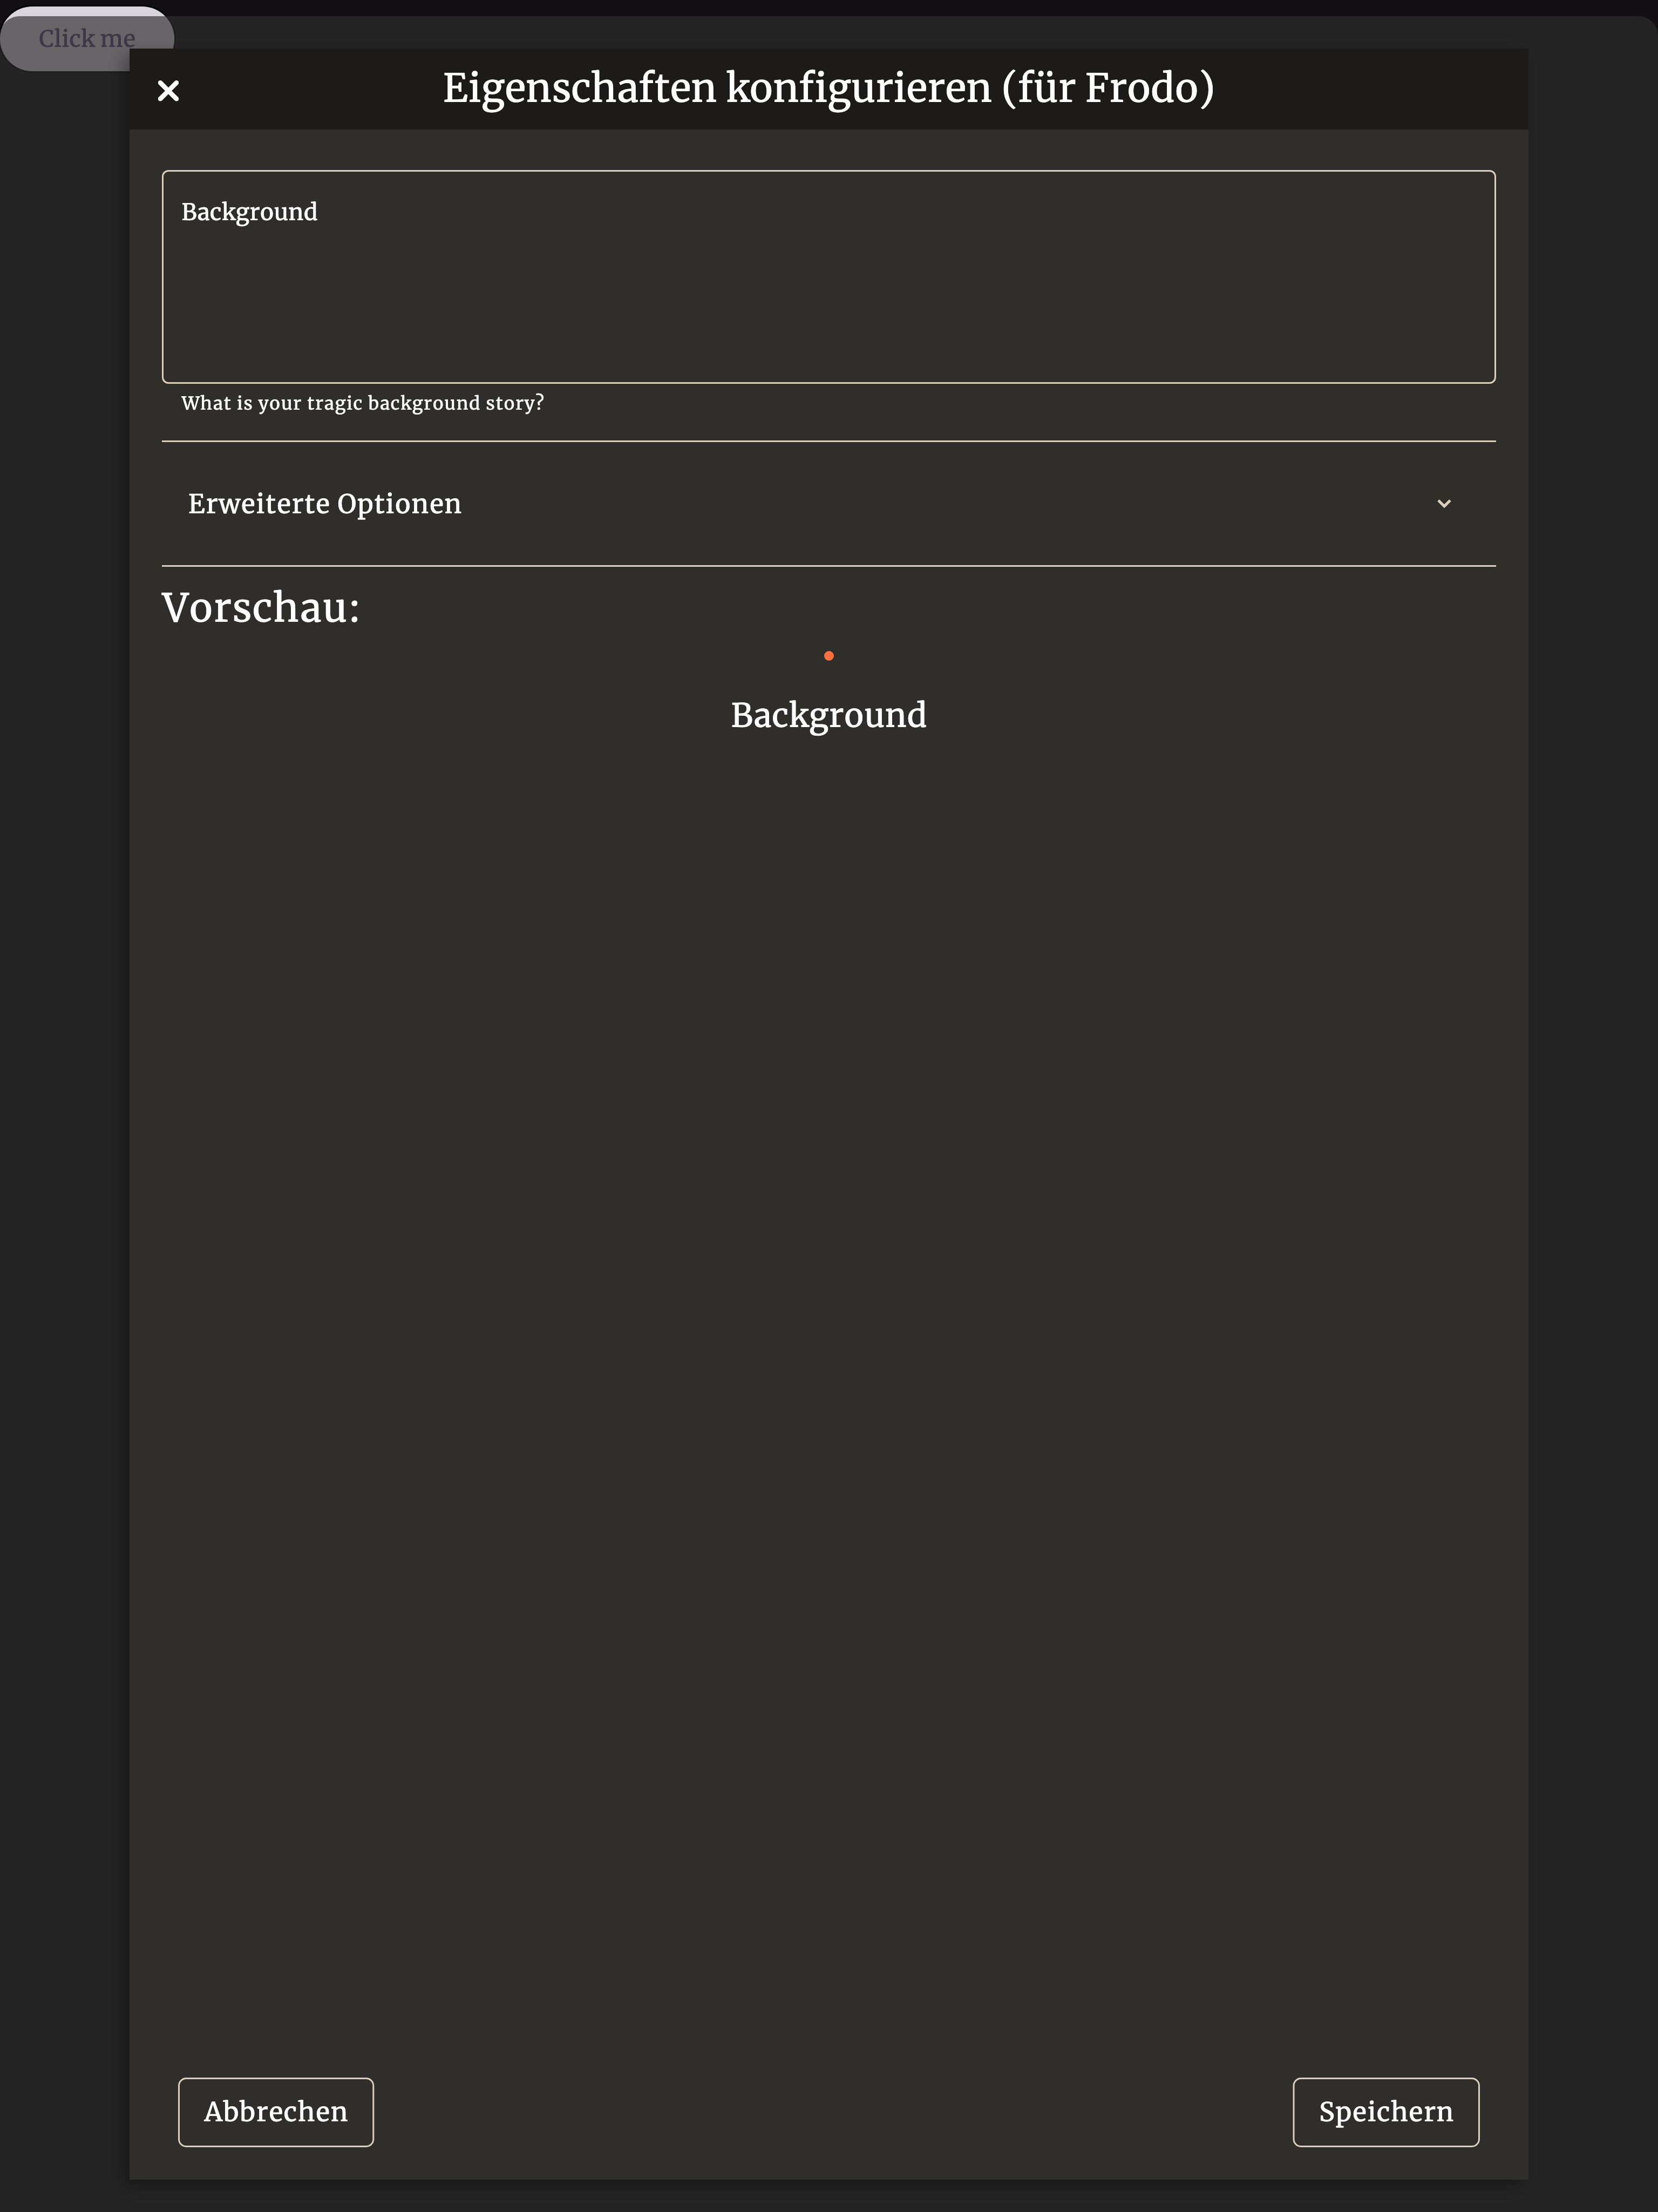 Click me
Eigenschaften konfigurieren (für Frodo)
Background
What is your tragic background story?
Erweiterte Optionen
Vorschau:
Background
Abbrechen
Speichern